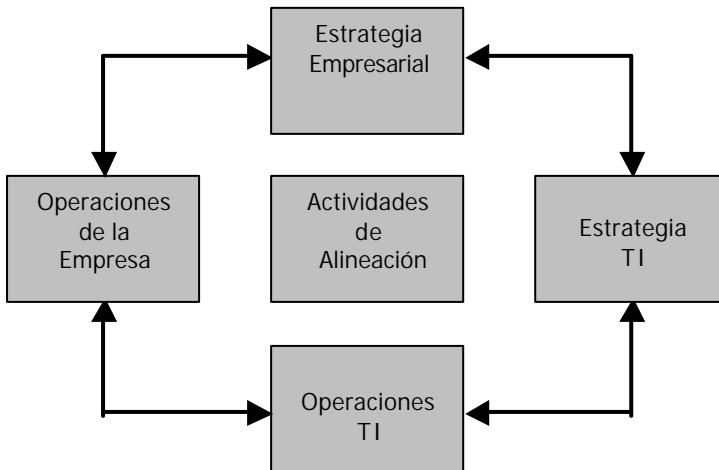 Estrategia
Empresarial
Operaciones
de la
Empresa
Actividades
de
Alineación
Estrategia
TI
Operaciones
TI